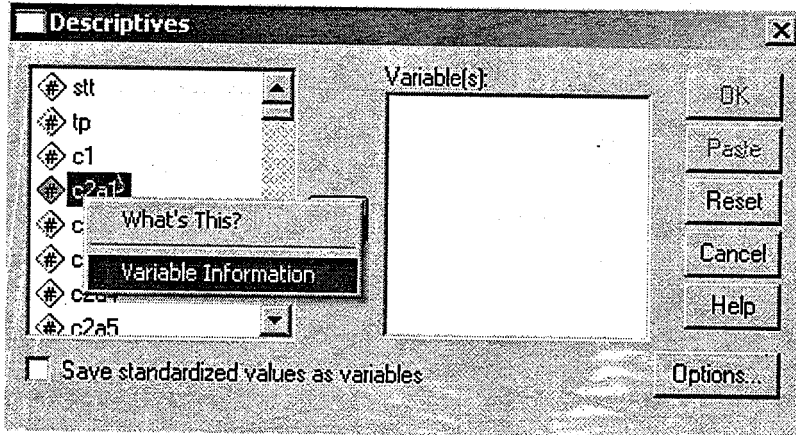 Descriptives
stt
tp
c1
c2a1
c
c
c2a4
c2a5
What's This?
Variable Information
Variable(s):
OK
Paste
Reset
Cancel
Help
Save standardized values as variables
Options...